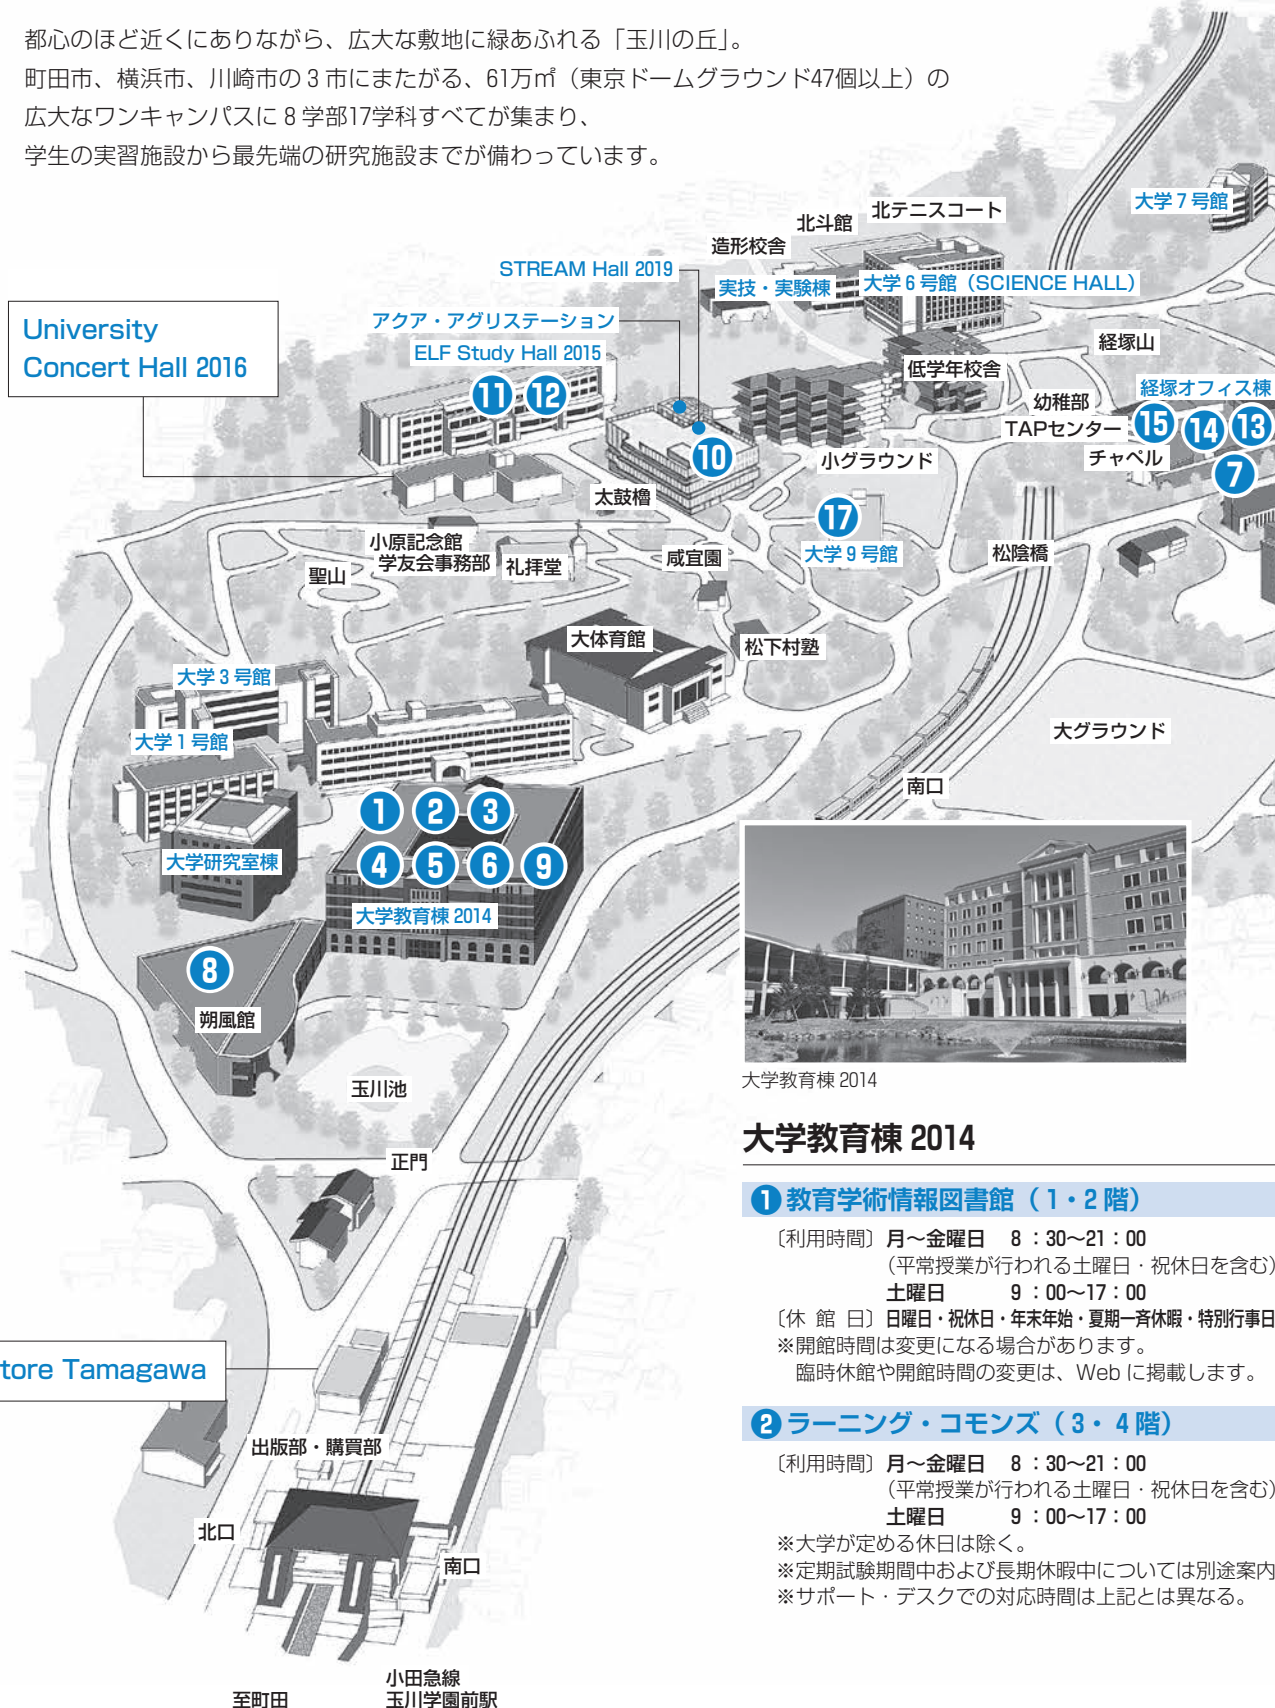 都心のほど近くにありながら、広大な敷地に緑あふれる「玉川の丘」。
町田市、横浜市、川崎市の3市にまたがる、61万㎡（東京ドームグラウンド47個以上）の
広大なワンキャンパスに8学部17学科すべてが集まり、
学生の実習施設から最先端の研究施設までが備わっています。
大学7号館
北テニスコート
北斗館
造形校舎
STREAM Hall 2019
実技・実験棟
大学6号館（SCIENCE HALL）
University
Concert Hall 2016
アクア・アグリステーション
ELF Study Hall 2015
経塚山
低学年校舎
経塚オフィス棟
幼稚部
TAPセンター
チャペル
11 12
15 14 13
7
10
小グラウンド
太鼓櫓
17
大学9号館
小原記念館
学友会事務部
礼拝堂
咸宜園
松陰橋
聖山
大体育館
松下村塾
大学3号館
大学1号館
大グラウンド
南口
1 2 3
4 5 6 9
大学研究室棟
大学教育棟 2014
8
朔風館
玉川池
大学教育棟 2014
正門
大学教育棟 2014
❶教育学術情報図書館（1・2階）
〔利用時間〕月～金曜日 8：30～21：00
（平常授業が行われる土曜日・祝休日を含む）
土曜日 9：00～17：00
〔休館日〕日曜日・祝休日・年末年始・夏期一斉休暇・特別行事日
※開館時間は変更になる場合があります。
臨時休館や開館時間の変更は、Webに掲載します。
❷ラーニング・コモンズ（3・4階）
〔利用時間〕月～金曜日 8：30～21：00
（平常授業が行われる土曜日・祝休日を含む）
土曜日 9：00～17：00
※大学が定める休日は除く。
※定期試験期間中および長期休暇中については別途案内
※サポート・デスクでの対応時間は上記とは異なる。
tore Tamagawa
出版部・購買部
北口
南口
小田急線
玉川学園前駅
至町田